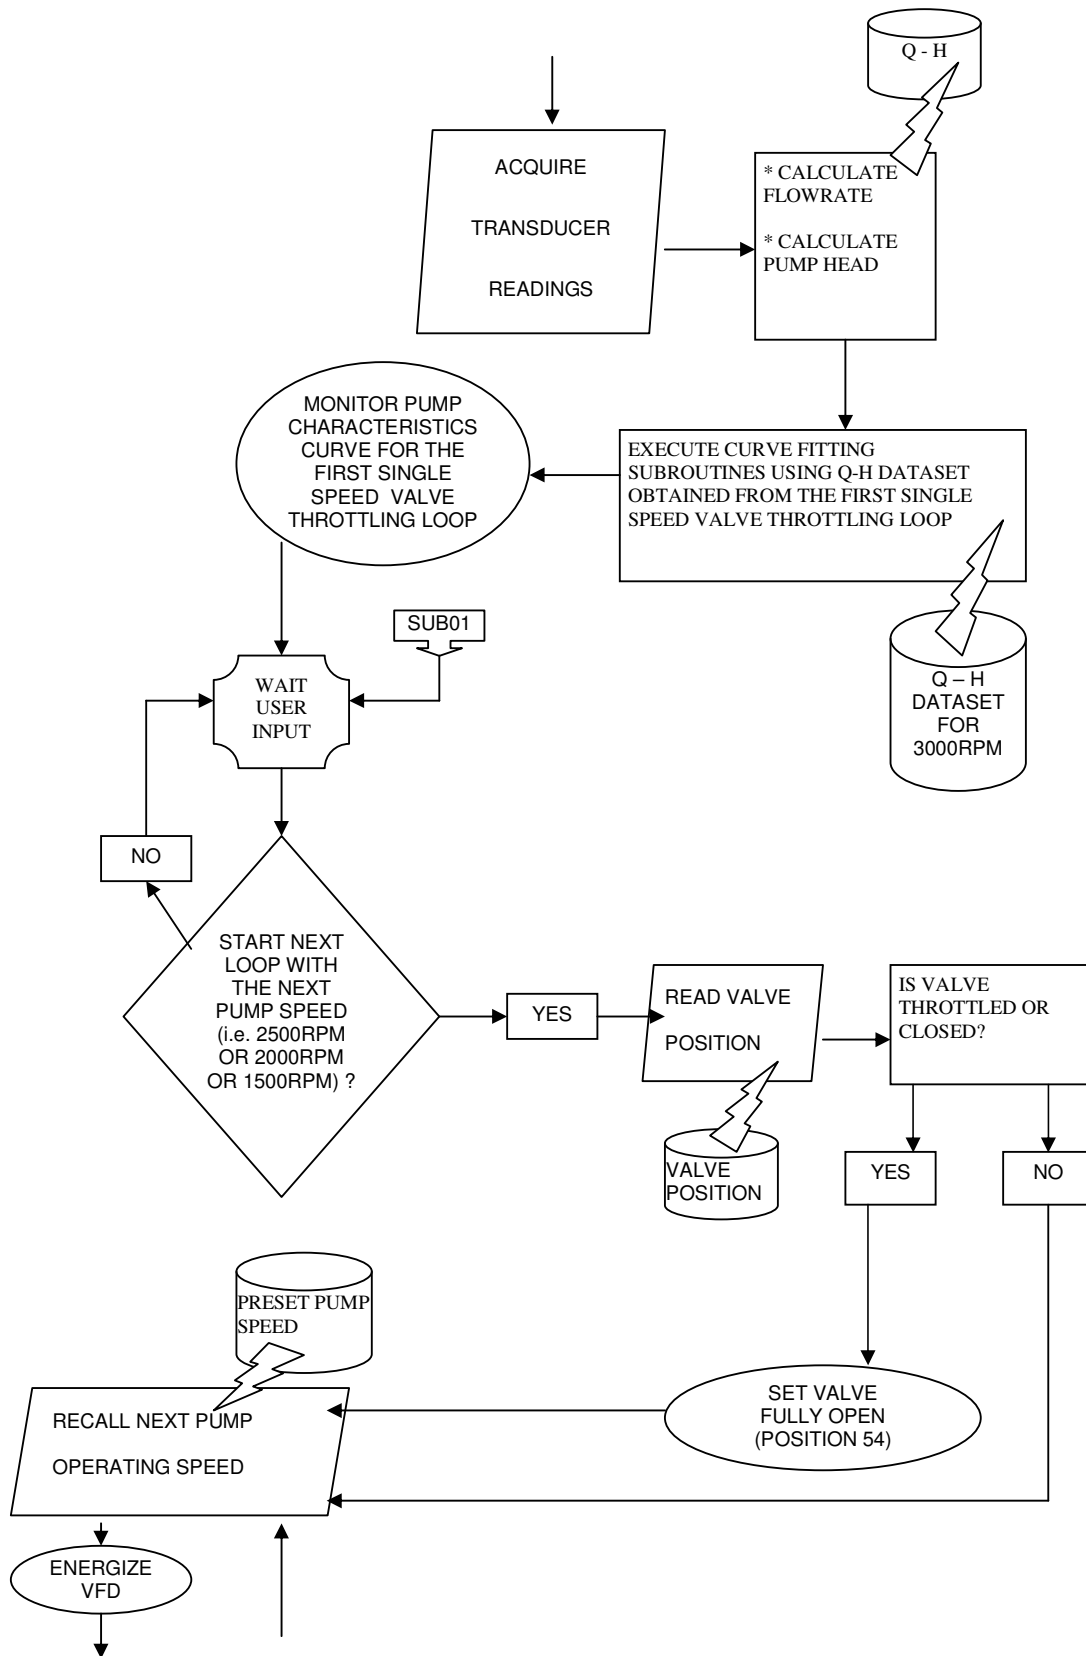 Q - H
ACQUIRE
TRANSDUCER
READINGS
* CALCULATE
FLOWRATE
* CALCULATE
PUMP HEAD
MONITOR PUMP
CHARACTERISTICS
CURVE FOR THE
FIRST SINGLE
SPEED VALVE
THROTTLING LOOP
EXECUTE CURVE FITTING
SUBROUTINES USING Q-H DATASET
OBTAINED FROM THE FIRST SINGLE
SPEED VALVE THROTTLING LOOP
SUB01
WAIT
USER
INPUT
Q – H
DATASET
FOR
3000RPM
NO
START NEXT
LOOP WITH
THE NEXT
PUMP SPEED
(i.e. 2500RPM
OR 2000RPM
OR 1500RPM) ?
YES
READ VALVE
POSITION
IS VALVE
THROTTLED OR
CLOSED?
VALVE
POSITION
YES
NO
PRESET PUMP
SPEED
SET VALVE
FULLY OPEN
(POSITION 54)
RECALL NEXT PUMP
OPERATING SPEED
ENERGIZE
VFD